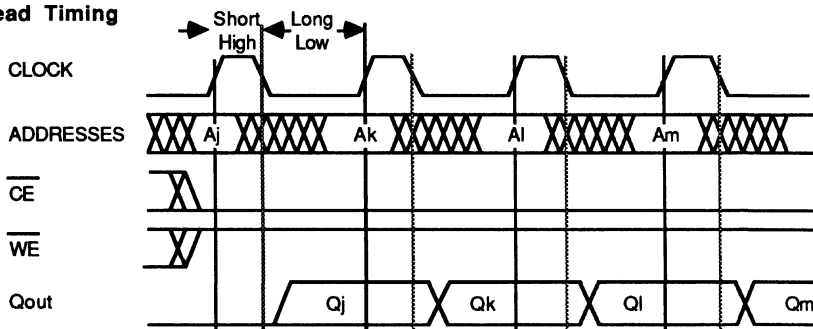 ead Timing
Short High
Long Low
CLOCK
ADDRESSES Aj Ak Al Am
CE
WE
Qout Qj Qk Ql Qm